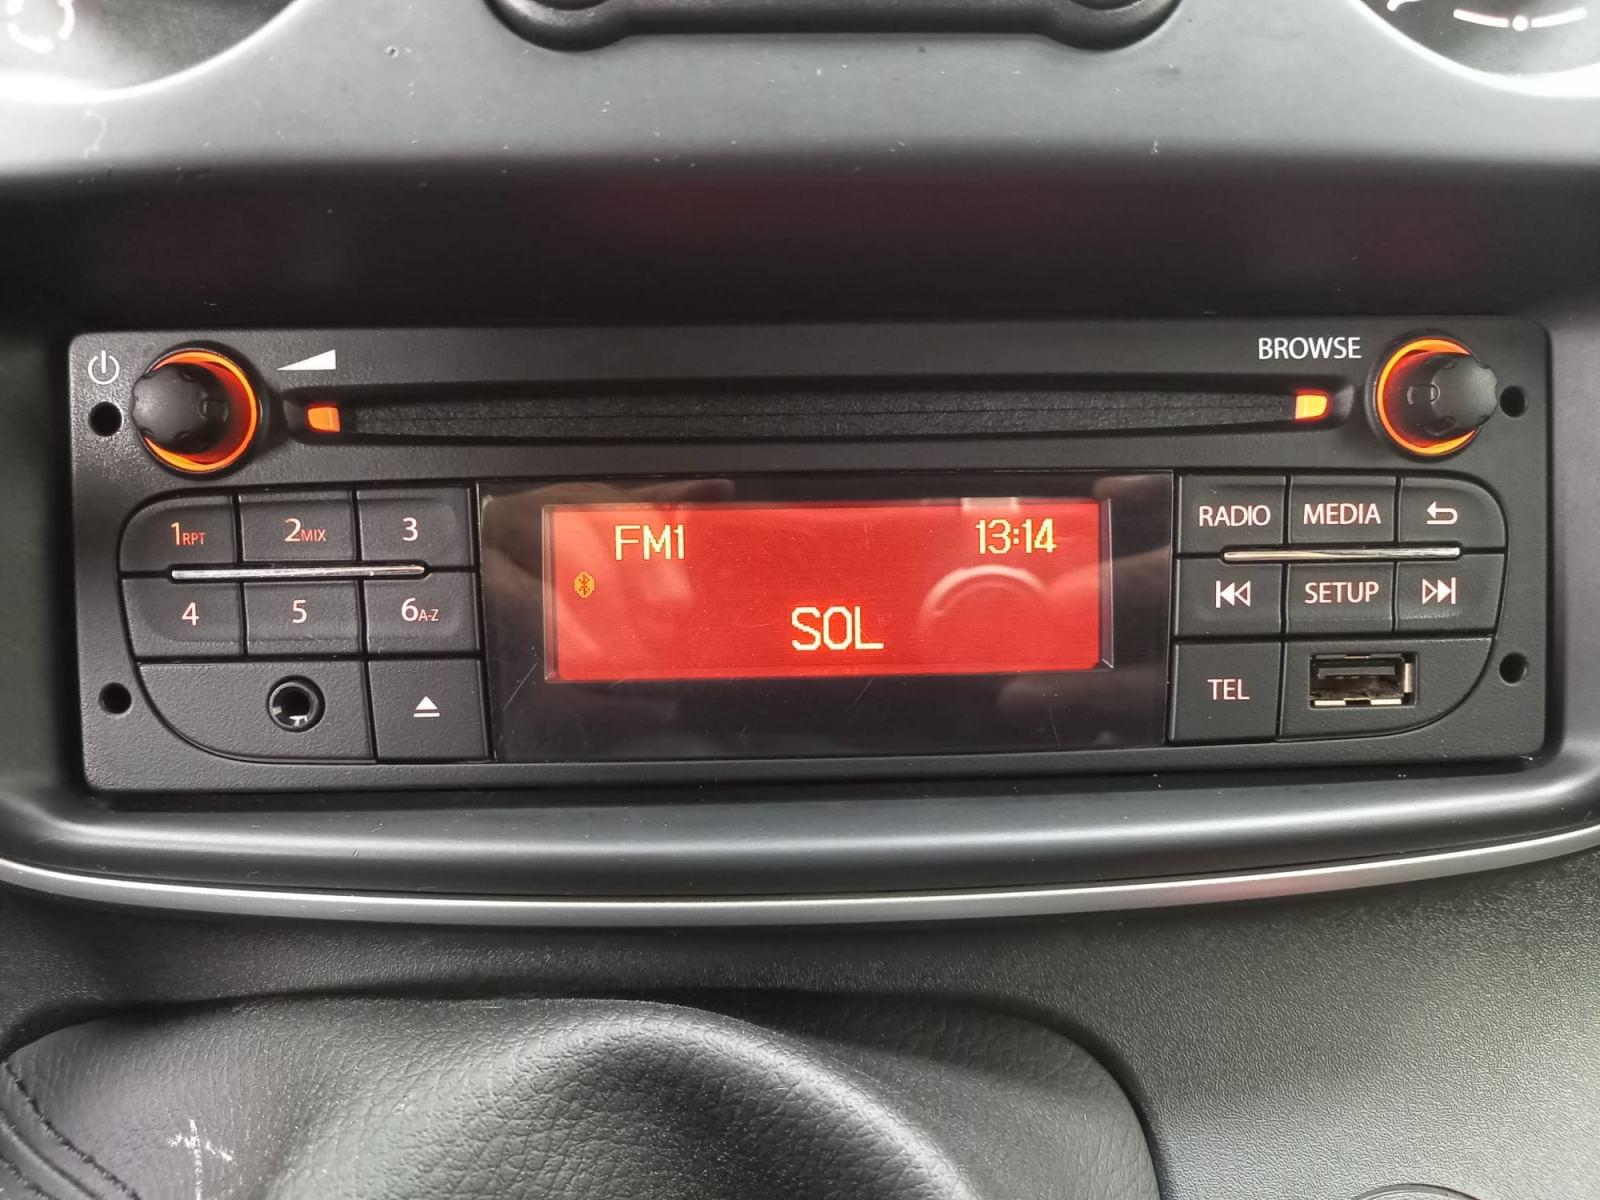 BROWSE
1RPT 2MIX 3
FM1 13:14
RADIO MEDIA
4 5 6A-Z
SOL
SETUP
TEL